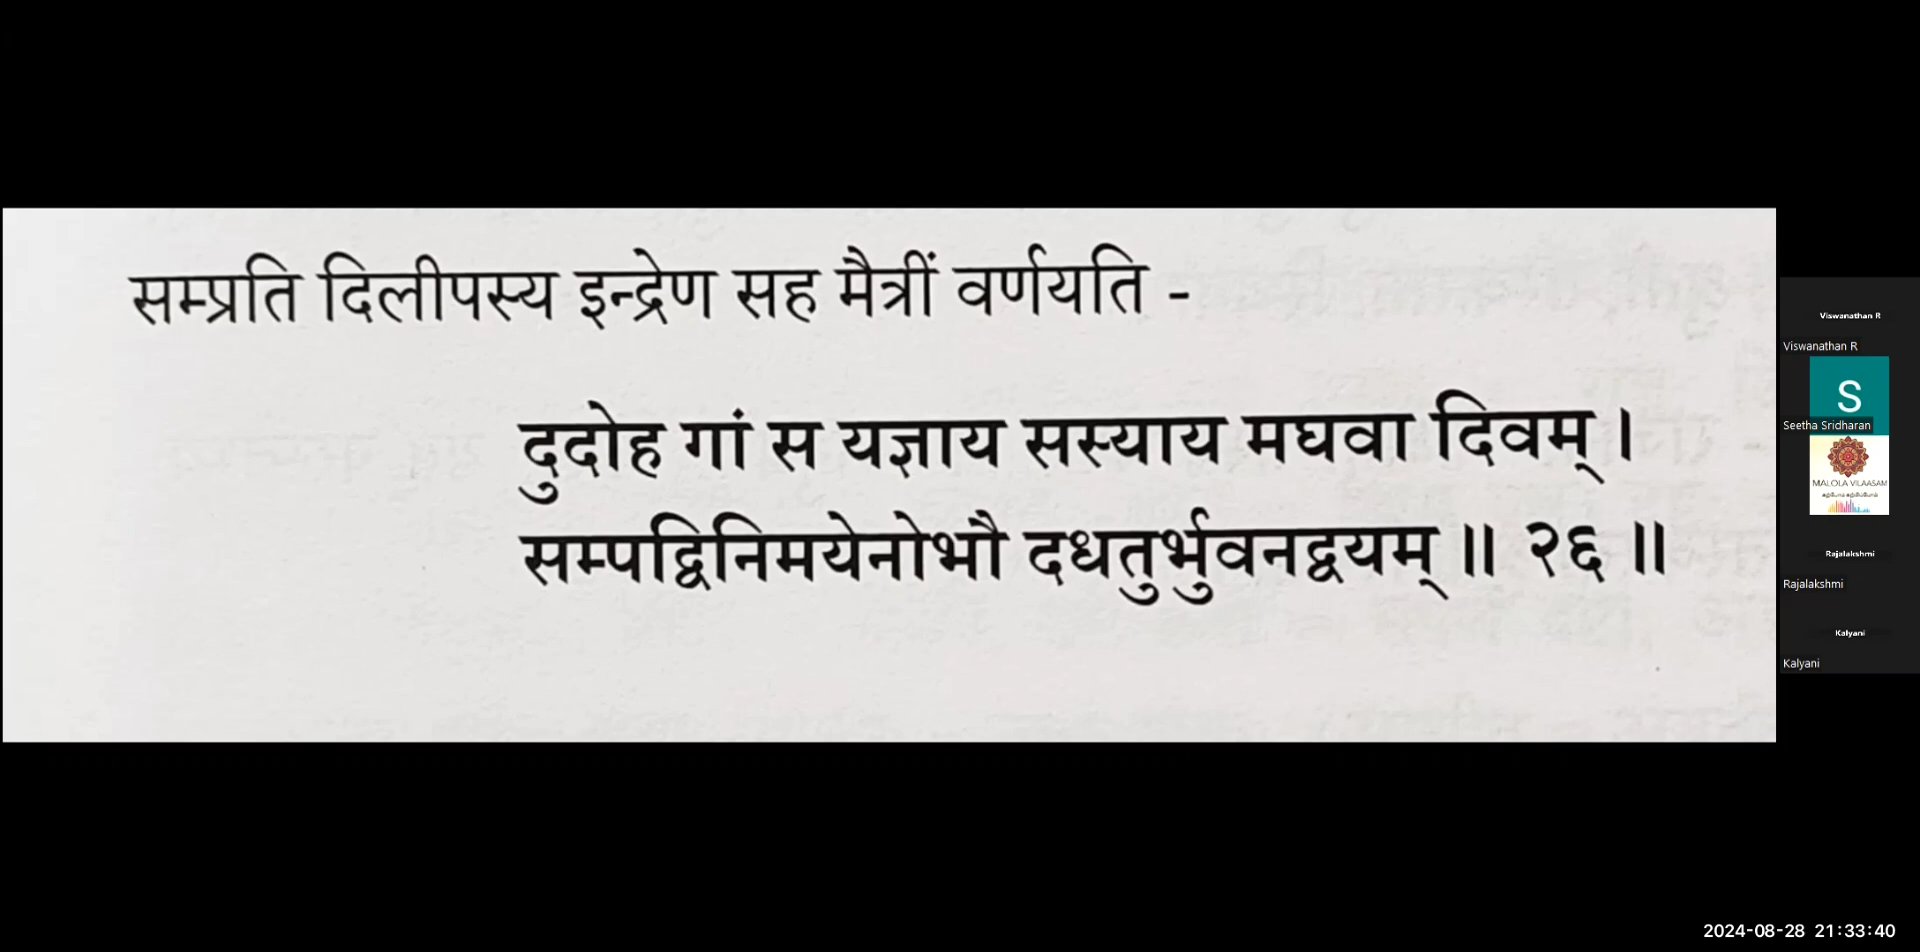 सम्प्रति दिलीपस्य इन्द्रेण सह मैत्रीं वर्णयति -
दुदोह गां स यज्ञाय सस्याय मघवा दिवम् ।
सम्पद्विनिमयेनोभौ दधतुर्भुवनद्वयम् ॥ २६ ॥
Viswanathan R
Viswanathan R
S
Seetha Sridharan
MALOLA VILAASAM
Rajalakshmi
Rajalakshmi
Kalyani
Kalyani
2024-08-28 21:33:40